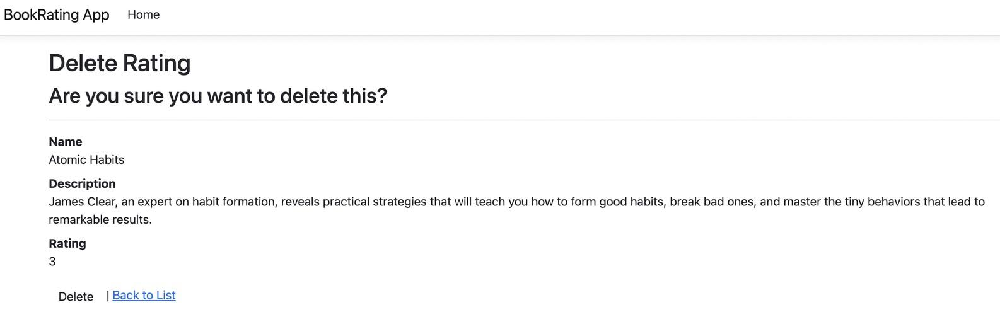 BookRating App Home
Delete Rating
Are you sure you want to delete this?
Name
Atomic Habits
Description
James Clear, an expert on habit formation, reveals practical strategies that will teach you how to form good habits, break bad ones, and master the tiny behaviors that lead to
remarkable results.
Rating
3
Delete | Back to List